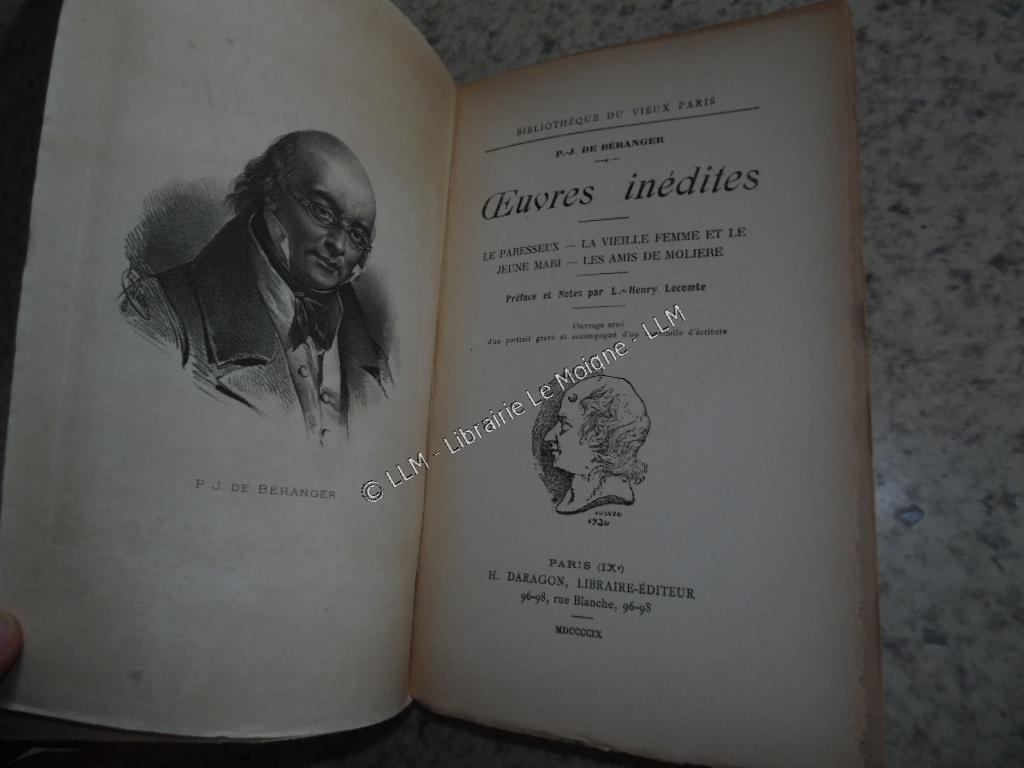 P. J. DE BÉRANGER
BIBLIOTHÈQUE DU VIEUX PARIS
P.-J. DE BÉRANGER
Œuvres inédites
LE PARESSEUX — LA VIEILLE FEMME ET LE
JEUNE MARI — LES AMIS DE MOLIERE
Préface et Notes par L.-Henry Lecomte
Ouvrage orné
d'un portrait gravé et accompagné d'un d'écriture
PARIS (IXe)
H. DARAGON, LIBRAIRE-ÉDITEUR
96-98, rue Blanche, 96-98
MDCCCCIX
© LLM - Librairie Le Moigne - LLM